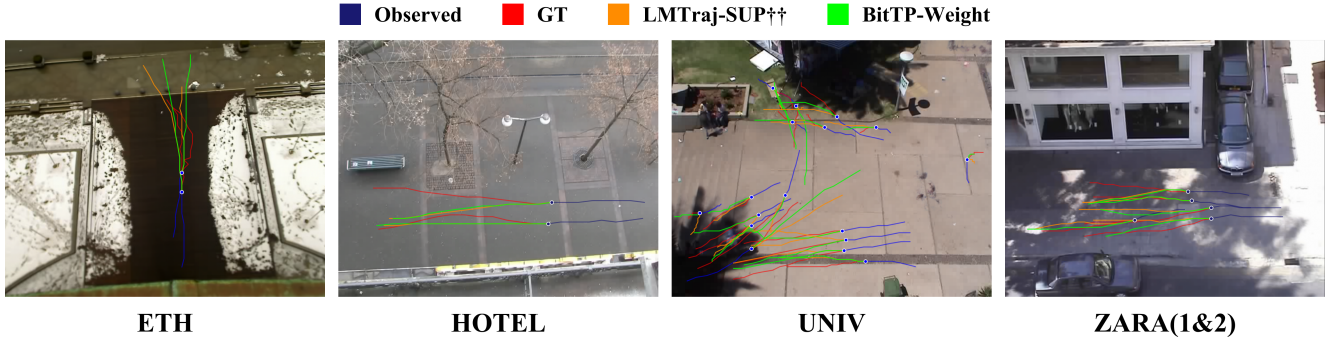 Observed GT LMTraj-SUP†† BitTP-Weight
ETH HOTEL UNIV ZARA(1&2)